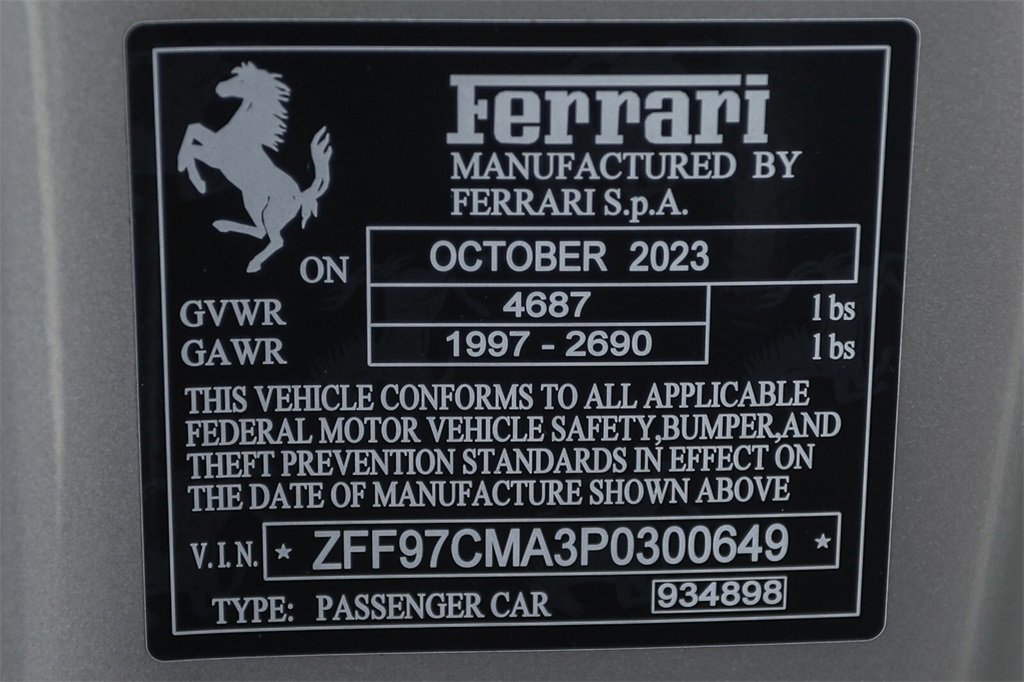 Ferrari
MANUFACTURED BY
FERRARI S.p.A.
ON OCTOBER 2023
GVWR 4687 lbs
GAWR 1997 - 2690 lbs
THIS VEHICLE CONFORMS TO ALL APPLICABLE
FEDERAL MOTOR VEHICLE SAFETY,BUMPER,AND
THEFT PREVENTION STANDARDS IN EFFECT ON
THE DATE OF MANUFACTURE SHOWN ABOVE
V.I.N. ★ ZFF97CMA3P0300649 ★
TYPE: PASSENGER CAR 934898